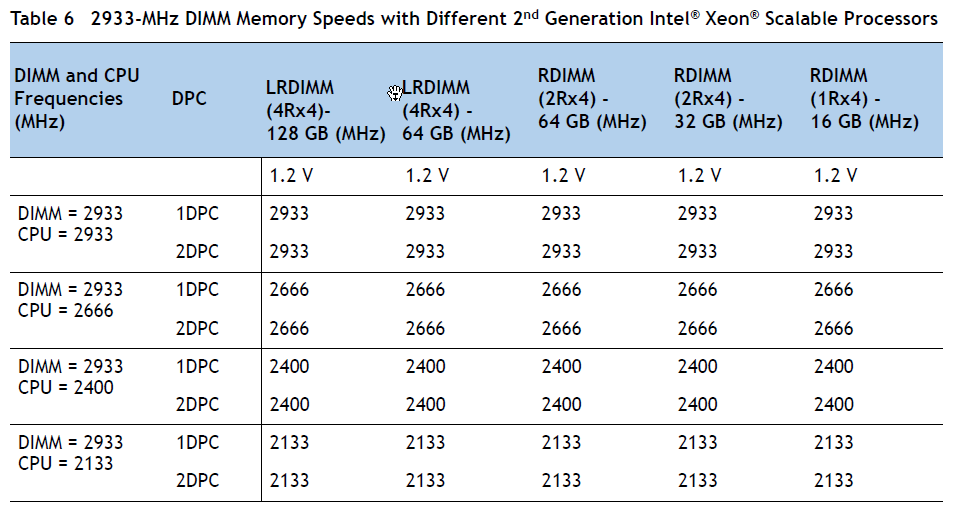 Table 6 2933-MHz DIMM Memory Speeds with Different 2nd Generation Intel® Xeon® Scalable Processors
DIMM and CPU Frequencies (MHz) DPC LRDIMM (4Rx4)- 128 GB (MHz) LRDIMM (4Rx4) - 64 GB (MHz) RDIMM (2Rx4) - 64 GB (MHz) RDIMM (2Rx4) - 32 GB (MHz) RDIMM (1Rx4) - 16 GB (MHz)
1.2 V 1.2 V 1.2 V 1.2 V 1.2 V
DIMM = 2933 1DPC 2933 2933 2933 2933 2933
CPU = 2933
2DPC 2933 2933 2933 2933 2933
DIMM = 2933 1DPC 2666 2666 2666 2666 2666
CPU = 2666
2DPC 2666 2666 2666 2666 2666
DIMM = 2933 1DPC 2400 2400 2400 2400 2400
CPU = 2400
2DPC 2400 2400 2400 2400 2400
DIMM = 2933 1DPC 2133 2133 2133 2133 2133
CPU = 2133
2DPC 2133 2133 2133 2133 2133